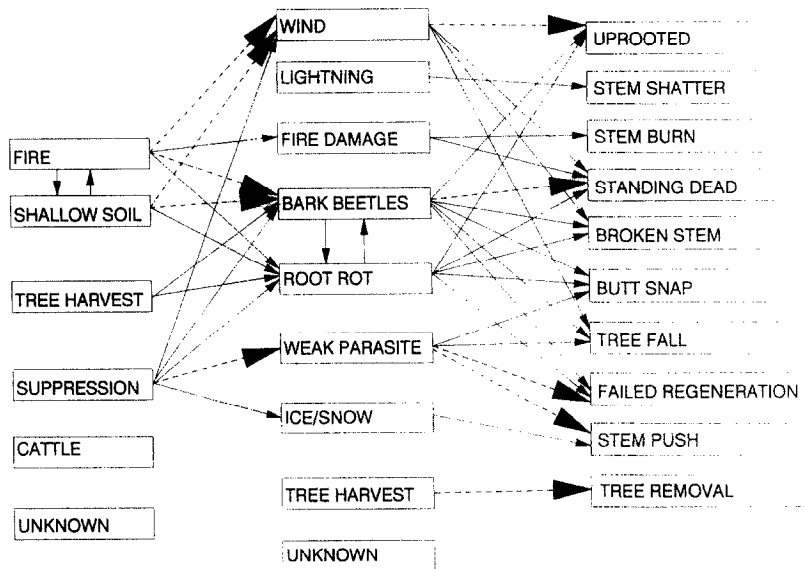 FIRE
SHALLOW SOIL
TREE HARVEST
SUPPRESSION
CATTLE
UNKNOWN
WIND
LIGHTNING
FIRE DAMAGE
BARK BEETLES
ROOT ROT
WEAK PARASITE
ICE/SNOW
TREE HARVEST
UNKNOWN
UPROOTED
STEM SHATTER
STEM BURN
STANDING DEAD
BROKEN STEM
BUTT SNAP
TREE FALL
FAILED REGENERATION
STEM PUSH
TREE REMOVAL